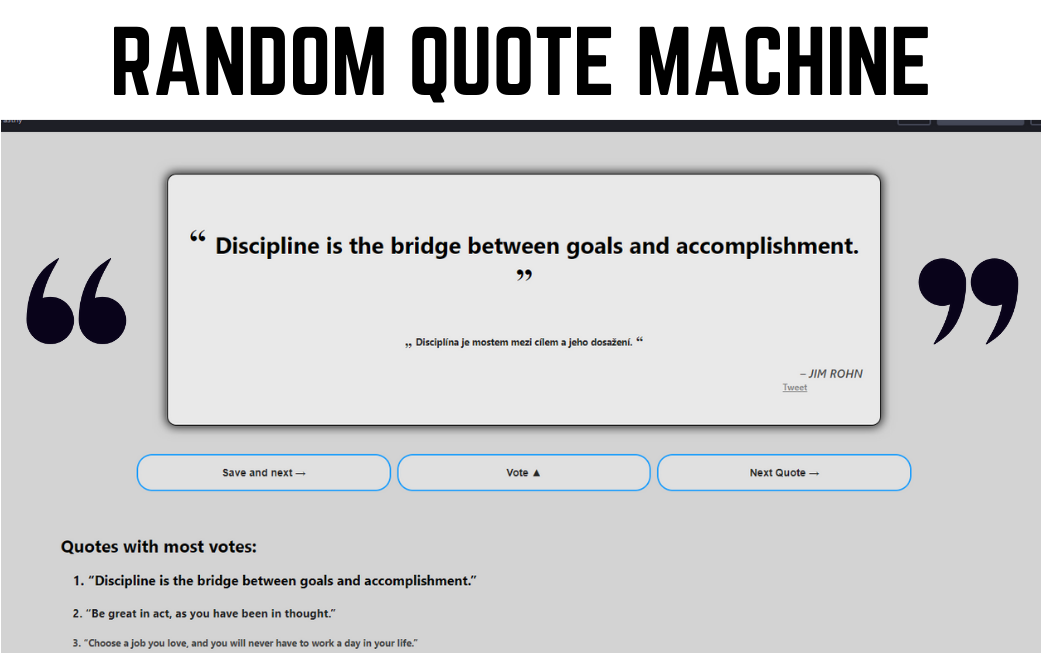 RANDOM QUOTE MACHINE
“ Discipline is the bridge between goals and accomplishment.
”
„ Disciplína je mostem mezi cílem a jeho dosažení. “
– JIM ROHN
Tweet
Save and next → Vote ▲ Next Quote →
Quotes with most votes:
1. “Discipline is the bridge between goals and accomplishment.”
2. “Be great in act, as you have been in thought.”
3. “Choose a job you love, and you will never have to work a day in your life.”